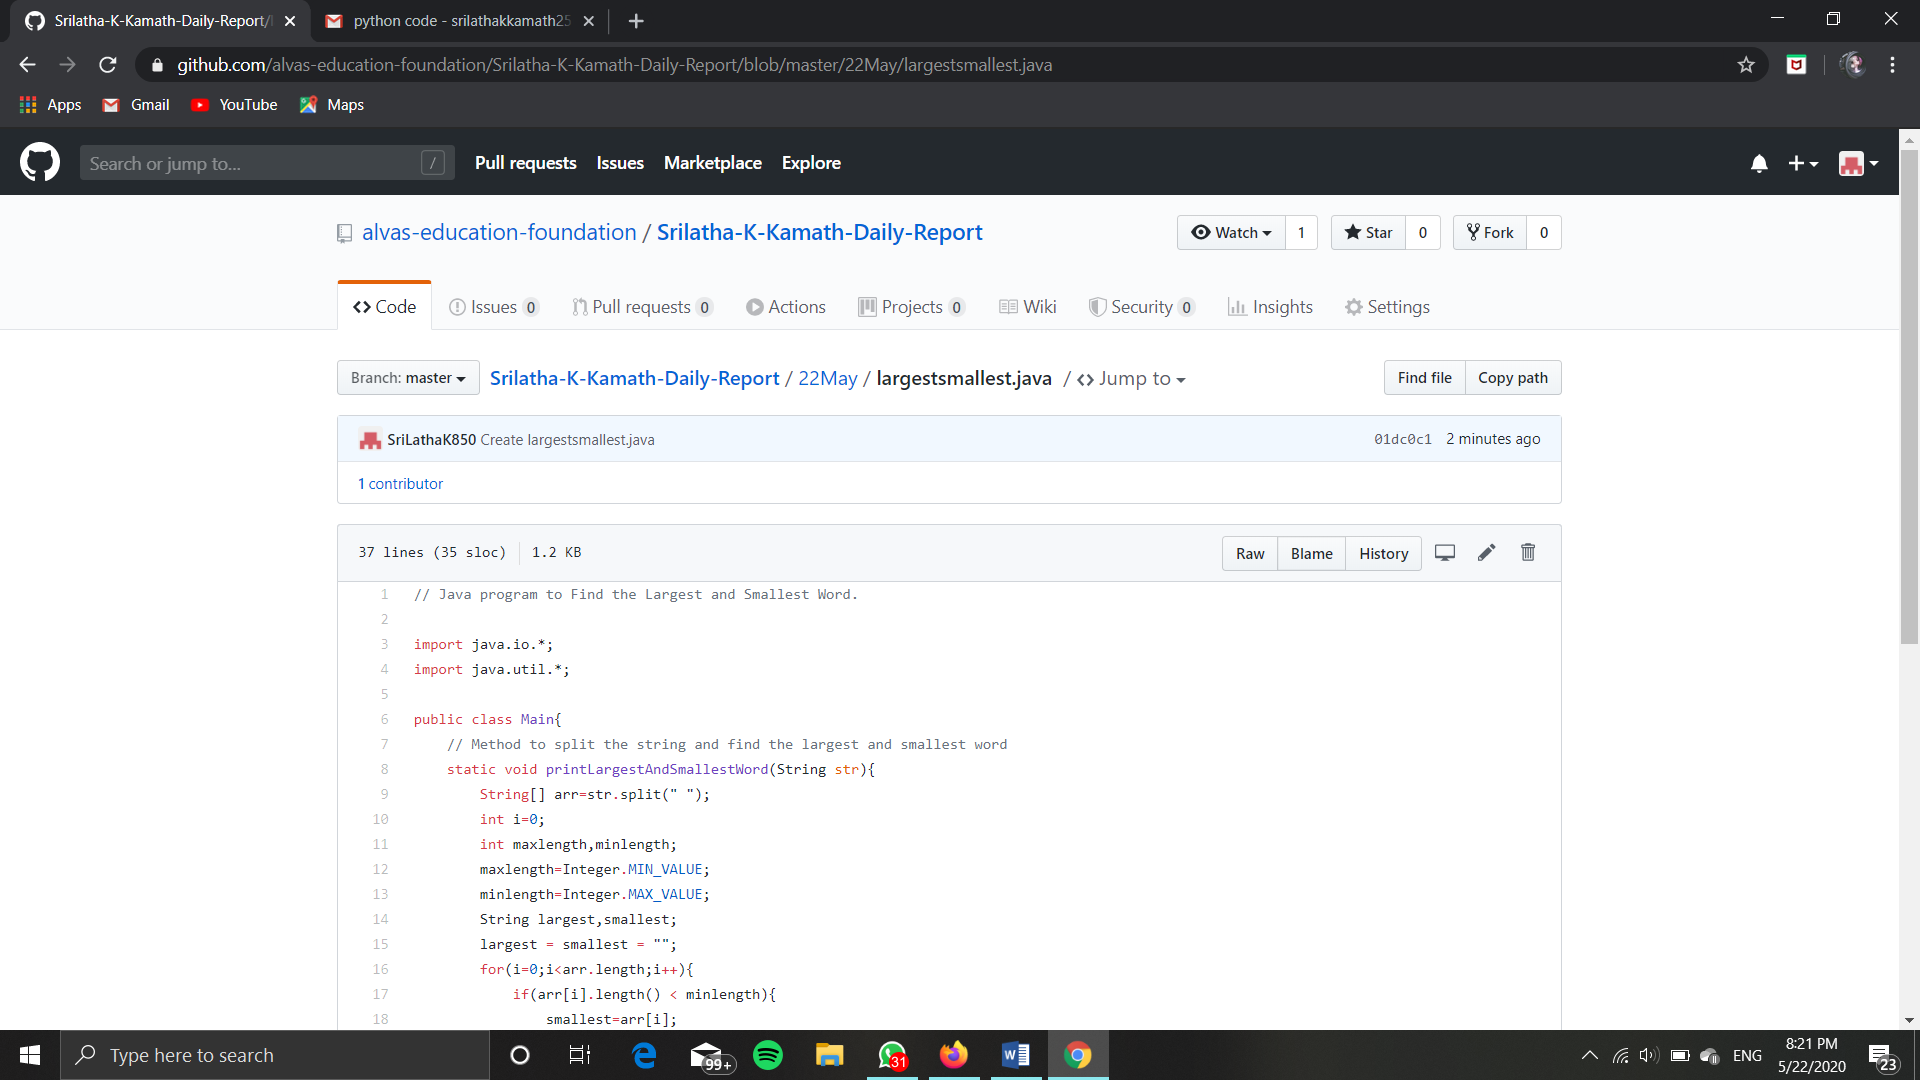 Srilatha-K-Kamath-Daily-Report/
python code - srilathakkamath25
github.com/alvas-education-foundation/Srilatha-K-Kamath-Daily-Report/blob/master/22May/largestsmallest.java
Apps Gmail YouTube Maps
Search or jump to... / Pull requests Issues Marketplace Explore
alvas-education-foundation / Srilatha-K-Kamath-Daily-Report Watch 1 Star 0 Fork 0
Code Issues 0 Pull requests 0 Actions Projects 0 Wiki Security 0 Insights Settings
Branch: master Srilatha-K-Kamath-Daily-Report / 22May / largestsmallest.java / <> Jump to Find file Copy path
SriLathaK850 Create largestsmallest.java 01dc0c1 2 minutes ago
1 contributor
37 lines (35 sloc) 1.2 KB Raw Blame History
1 // Java program to Find the Largest and Smallest Word.
2
3 import java.io.*;
4 import java.util.*;
5
6 public class Main{
7 // Method to split the string and find the largest and smallest word
8 static void printLargestAndSmallestWord(String str){
9 String[] arr=str.split(" ");
10 int i=0;
11 int maxlength,minlength;
12 maxlength=Integer.MIN_VALUE;
13 minlength=Integer.MAX_VALUE;
14 String largest,smallest;
15 largest = smallest = "";
16 for(i=0;i<arr.length;i++){
17 if(arr[i].length() < minlength){
18 smallest=arr[i];
Type here to search 99+ 31 ENG 8:21 PM 23
5/22/2020